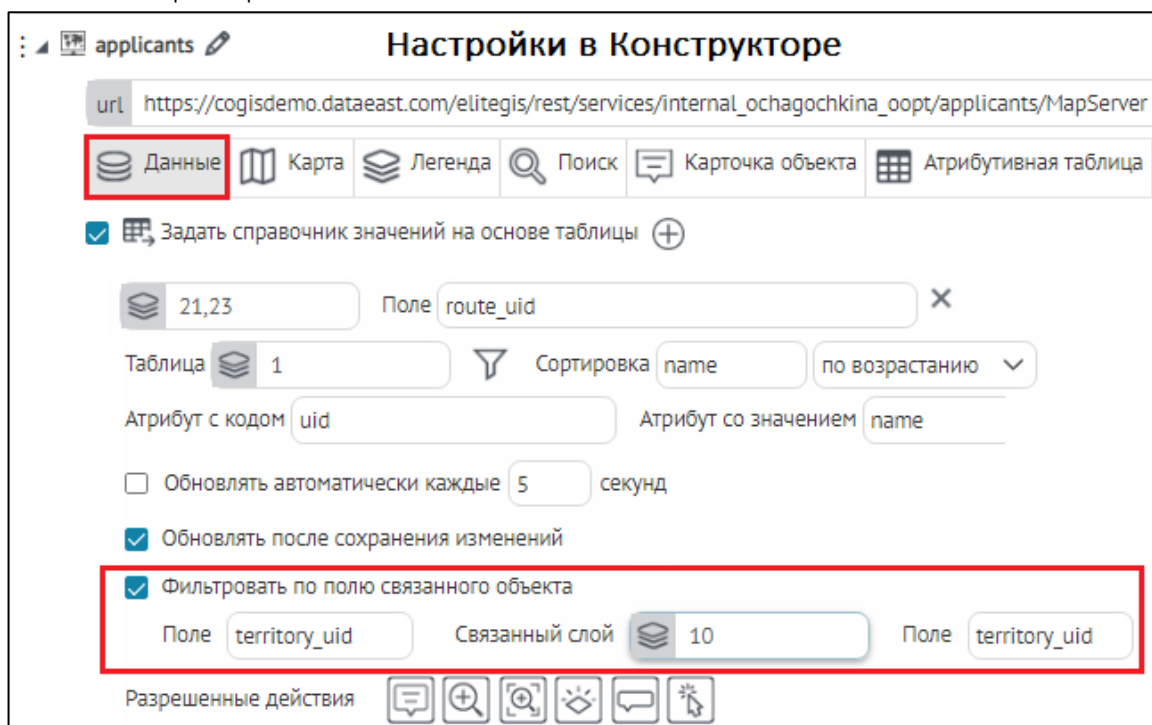 applicants Настройки в Конструкторе
url https://cogisdemo.dataeast.com/elitegis/rest/services/internal_ochagochkina_oopt/applicants/MapServer
Данные Карта Легенда Поиск Карточка объекта Атрибутивная таблица
Задать справочник значений на основе таблицы
21,23 Поле route_uid
Таблица 1 Сортировка name по возрастанию
Атрибут с кодом uid Атрибут со значением name
Обновлять автоматически каждые 5 секунд
Обновлять после сохранения изменений
Фильтровать по полю связанного объекта
Поле territory_uid Связанный слой 10 Поле territory_uid
Разрешенные действия